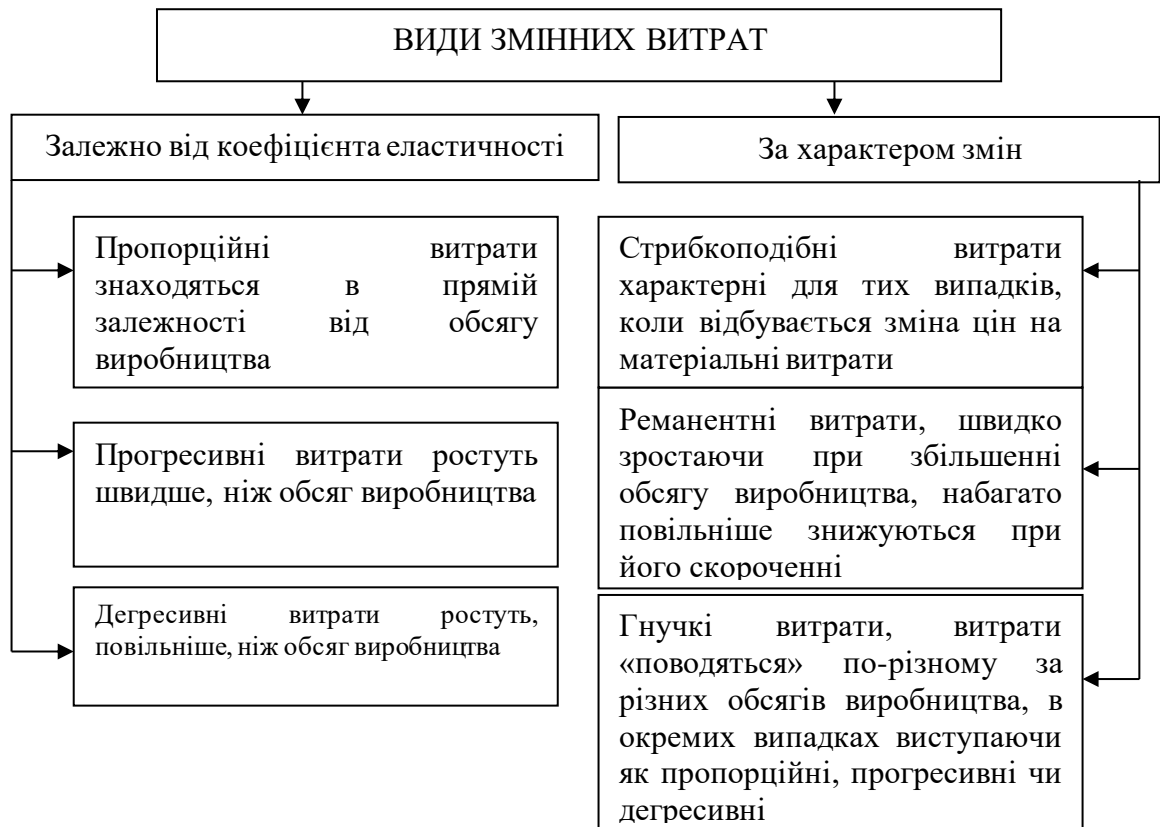 ВИДИ ЗМІННИХ ВИТРАТ
Залежно від коефіцієнта еластичності
Пропорційні витрати
знаходяться в прямій
залежності від обсягу
виробництва
Прогресивні витрати ростуть
швидше, ніж обсяг виробництва
Дегресивні витрати ростуть,
повільніше, ніж обсяг виробництва
За характером змін
Стрибкоподібні витрати
характерні для тих випадків,
коли відбувається зміна цін на
матеріальні витрати
Реманентні витрати, швидко
зростаючи при збільшенні
обсягу виробництва, набагато
повільніше знижуються при
його скороченні
Гнучкі витрати, витрати
«поводяться» по-різному за
різних обсягів виробництва, в
окремих випадках виступаючи
як пропорційні, прогресивні чи
дегресивні